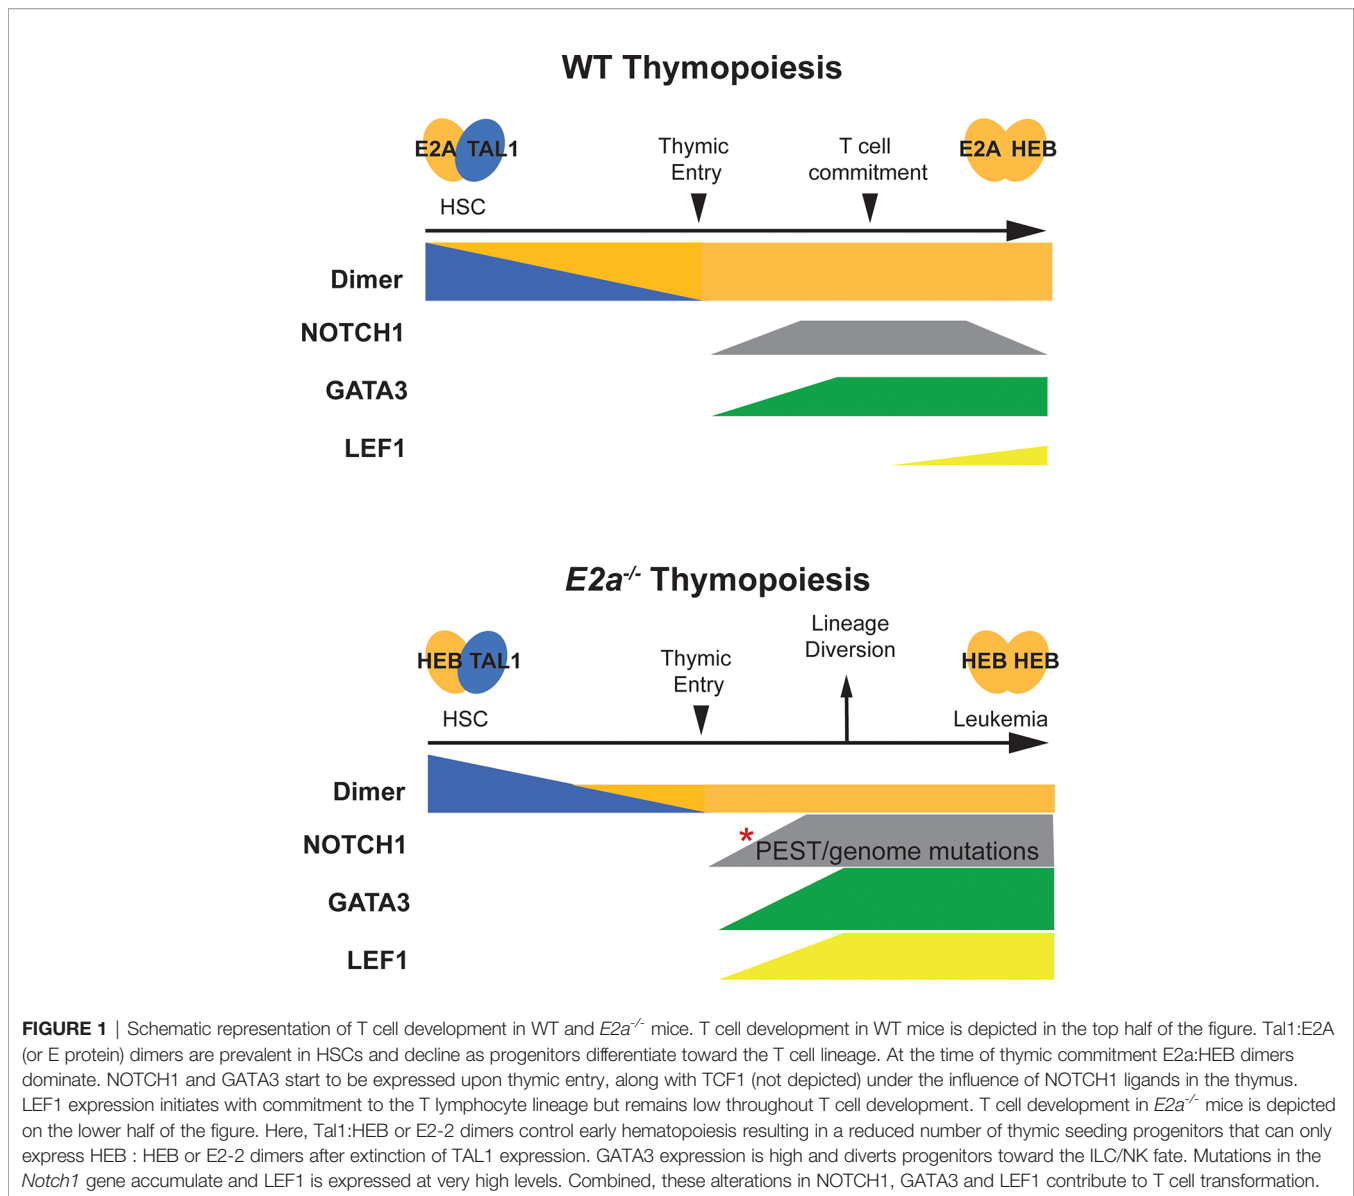 WT Thymopoiesis
E2A TAL1
HSC
Thymic
Entry
T cell
commitment
E2A HEB
Dimer
NOTCH1
GATA3
LEF1
E2a-/- Thymopoiesis
HEB TAL1
HSC
Thymic
Entry
Lineage
Diversion
HEB HEB
Leukemia
Dimer
NOTCH1
* PEST/genome mutations
GATA3
LEF1
FIGURE 1 | Schematic representation of T cell development in WT and E2a-/- mice. T cell development in WT mice is depicted in the top half of the figure. Tal1:E2A
(or E protein) dimers are prevalent in HSCs and decline as progenitors differentiate toward the T cell lineage. At the time of thymic commitment E2a:HEB dimers
dominate. NOTCH1 and GATA3 start to be expressed upon thymic entry, along with TCF1 (not depicted) under the influence of NOTCH1 ligands in the thymus.
LEF1 expression initiates with commitment to the T lymphocyte lineage but remains low throughout T cell development. T cell development in E2a-/- mice is depicted
on the lower half of the figure. Here, Tal1:HEB or E2-2 dimers control early hematopoiesis resulting in a reduced number of thymic seeding progenitors that can only
express HEB : HEB or E2-2 dimers after extinction of TAL1 expression. GATA3 expression is high and diverts progenitors toward the ILC/NK fate. Mutations in the
Notch1 gene accumulate and LEF1 is expressed at very high levels. Combined, these alterations in NOTCH1, GATA3 and LEF1 contribute to T cell transformation.